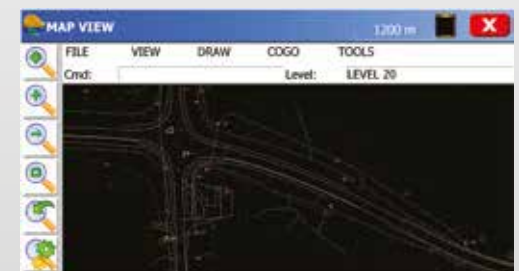 MAP VIEW 1200 m X
FILE VIEW DRAW COGO TOOLS
Cmd: Level: LEVEL 20